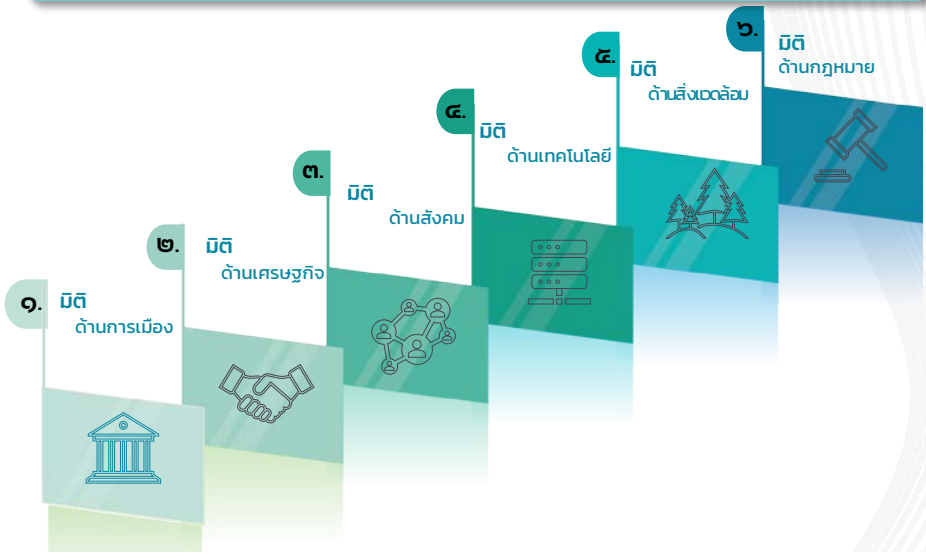 ๑. มิติ
ด้านการเมือง
๒. มิติ
ด้านเศรษฐกิจ
๓. มิติ
ด้านสังคม
๔. มิติ
ด้านเทคโนโลยี
๕. มิติ
ด้านสิ่งแวดล้อม
๖. มิติ
ด้านกฎหมาย